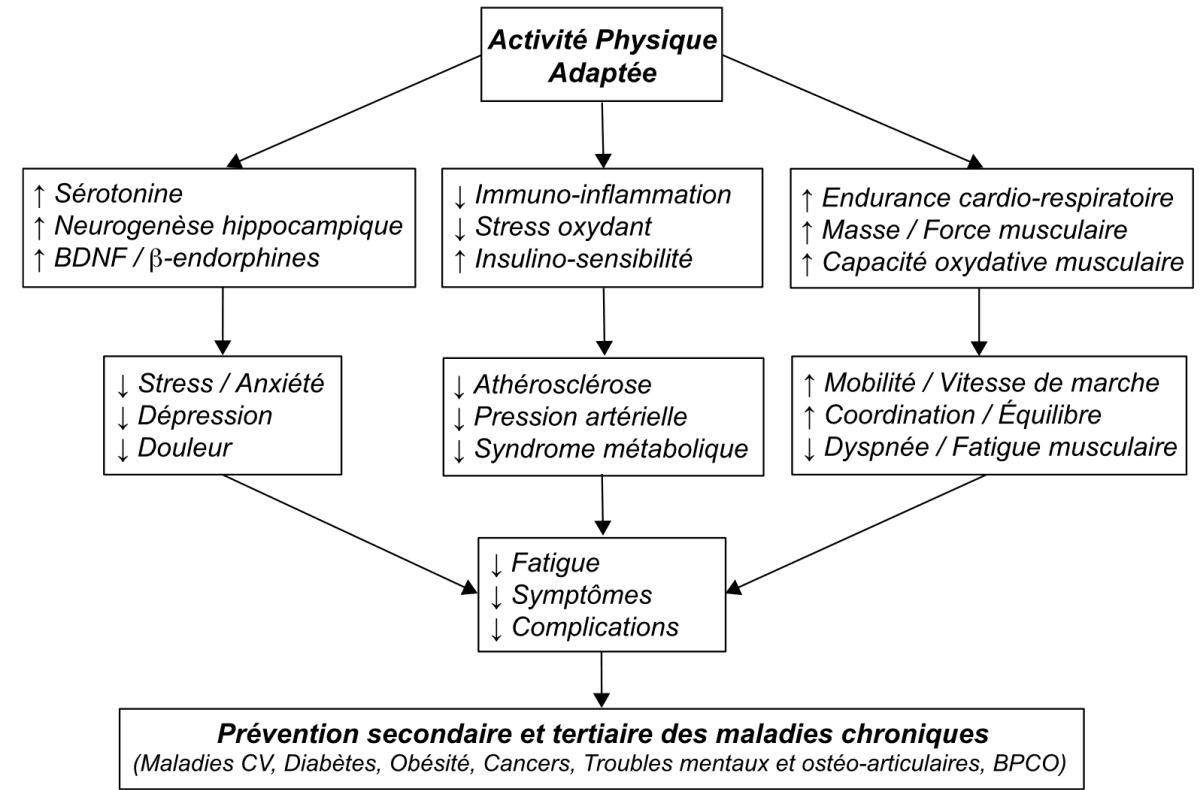 Activité Physique
Adaptée
↑ Sérotonine
↑ Neurogenèse hippocampique
↑ BDNF / β-endorphines
↓ Immuno-inflammation
↓ Stress oxydant
↑ Insulino-sensibilité
↑ Endurance cardio-respiratoire
↑ Masse / Force musculaire
↑ Capacité oxydative musculaire
↓ Stress / Anxiété
↓ Dépression
↓ Douleur
↓ Athérosclérose
↓ Pression artérielle
↓ Syndrome métabolique
↑ Mobilité / Vitesse de marche
↑ Coordination / Équilibre
↓ Dyspnée / Fatigue musculaire
↓ Fatigue
↓ Symptômes
↓ Complications
Prévention secondaire et tertiaire des maladies chroniques
(Maladies CV, Diabètes, Obésité, Cancers, Troubles mentaux et ostéo-articulaires, BPCO)